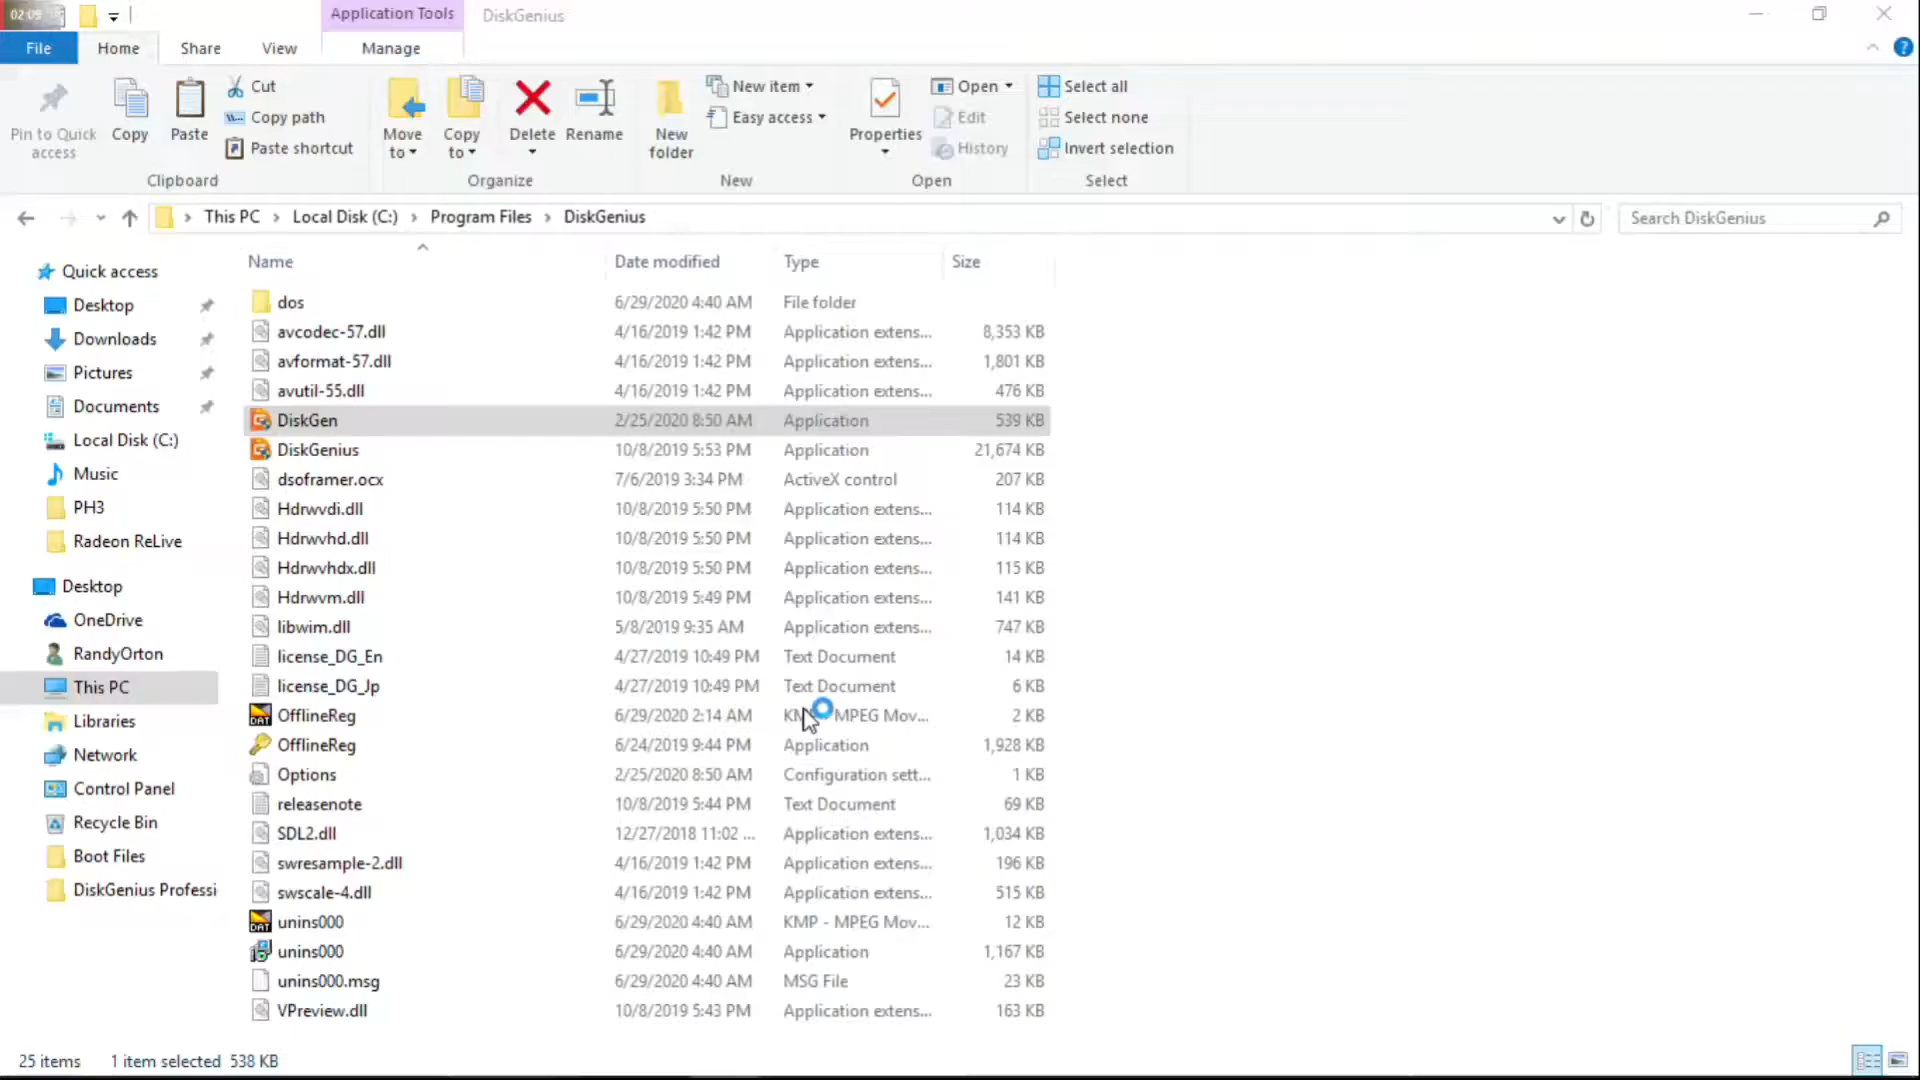 02:09
Application Tools
DiskGenius
File
Home
Share
View
Manage
Pin to Quick access
Copy
Paste
Cut
Copy path
Paste shortcut
Clipboard
Move to
Copy to
Delete
Rename
Organize
New folder
New item
Easy access
New
Properties
Open
Edit
History
Open
Select all
Select none
Invert selection
Select
This PC > Local Disk (C:) > Program Files > DiskGenius
Search DiskGenius
Quick access
Desktop
Downloads
Pictures
Documents
Local Disk (C:)
Music
PH3
Radeon ReLive
Desktop
OneDrive
RandyOrton
This PC
Libraries
Network
Control Panel
Recycle Bin
Boot Files
DiskGenius Professi
Name Date modified Type Size
dos 6/29/2020 4:40 AM File folder
avcodec-57.dll 4/16/2019 1:42 PM Application extens... 8,353 KB
avformat-57.dll 4/16/2019 1:42 PM Application extens... 1,801 KB
avutil-55.dll 4/16/2019 1:42 PM Application extens... 476 KB
DiskGen 2/25/2020 8:50 AM Application 539 KB
DiskGenius 10/8/2019 5:53 PM Application 21,674 KB
dsoframer.ocx 7/6/2019 3:34 PM ActiveX control 207 KB
Hdrwvdi.dll 10/8/2019 5:50 PM Application extens... 114 KB
Hdrwvhd.dll 10/8/2019 5:50 PM Application extens... 114 KB
Hdrwvhdx.dll 10/8/2019 5:50 PM Application extens... 115 KB
Hdrwvm.dll 10/8/2019 5:49 PM Application extens... 141 KB
libwim.dll 5/8/2019 9:35 AM Application extens... 747 KB
license_DG_En 4/27/2019 10:49 PM Text Document 14 KB
license_DG_Jp 4/27/2019 10:49 PM Text Document 6 KB
OfflineReg 6/29/2020 2:14 AM MPEG Mov... 2 KB
OfflineReg 6/24/2019 9:44 PM Application 1,928 KB
Options 2/25/2020 8:50 AM Configuration sett... 1 KB
releasenote 10/8/2019 5:44 PM Text Document 69 KB
SDL2.dll 12/27/2018 11:02 ... Application extens... 1,034 KB
swresample-2.dll 4/16/2019 1:42 PM Application extens... 196 KB
swscale-4.dll 4/16/2019 1:42 PM Application extens... 515 KB
DAT unins000 6/29/2020 4:40 AM KMP - MPEG Mov... 12 KB
unins000 6/29/2020 4:40 AM Application 1,167 KB
unins000.msg 6/29/2020 4:40 AM MSG File 23 KB
VPreview.dll 10/8/2019 5:43 PM Application extens... 163 KB
25 items 1 item selected 538 KB